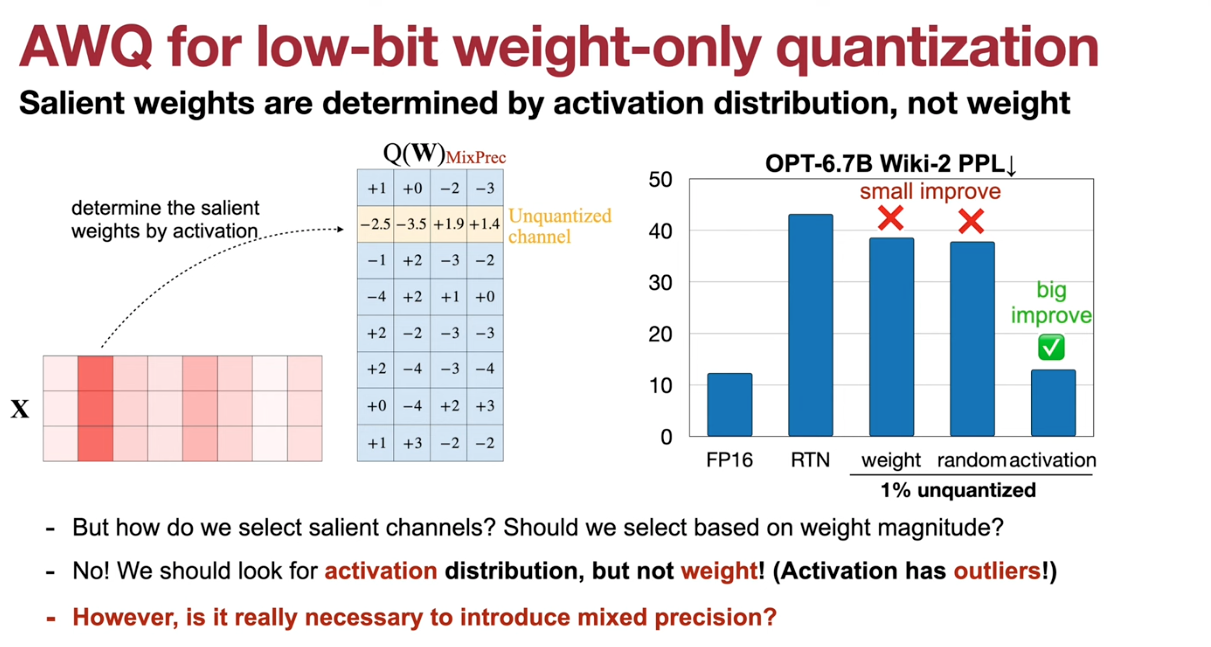 AWQ for low-bit weight-only quantization
Salient weights are determined by activation distribution, not weight
determine the salient
weights by activation
X
Q(W)MixPrec
+1 +0 −2 −3
−2.5 −3.5 +1.9 +1.4
−1 +2 −3 −2
−4 +2 +1 +0
+2 −2 −3 −3
+2 −4 −3 −4
+0 −4 +2 +3
+1 +3 −2 −2
Unquantized
channel
OPT-6.7B Wiki-2 PPL↓
50
40
30
20
10
0
small improve
big
improve
FP16 RTN weight random activation
1% unquantized
- But how do we select salient channels? Should we select based on weight magnitude?
- No! We should look for activation distribution, but not weight! (Activation has outliers!)
- However, is it really necessary to introduce mixed precision?